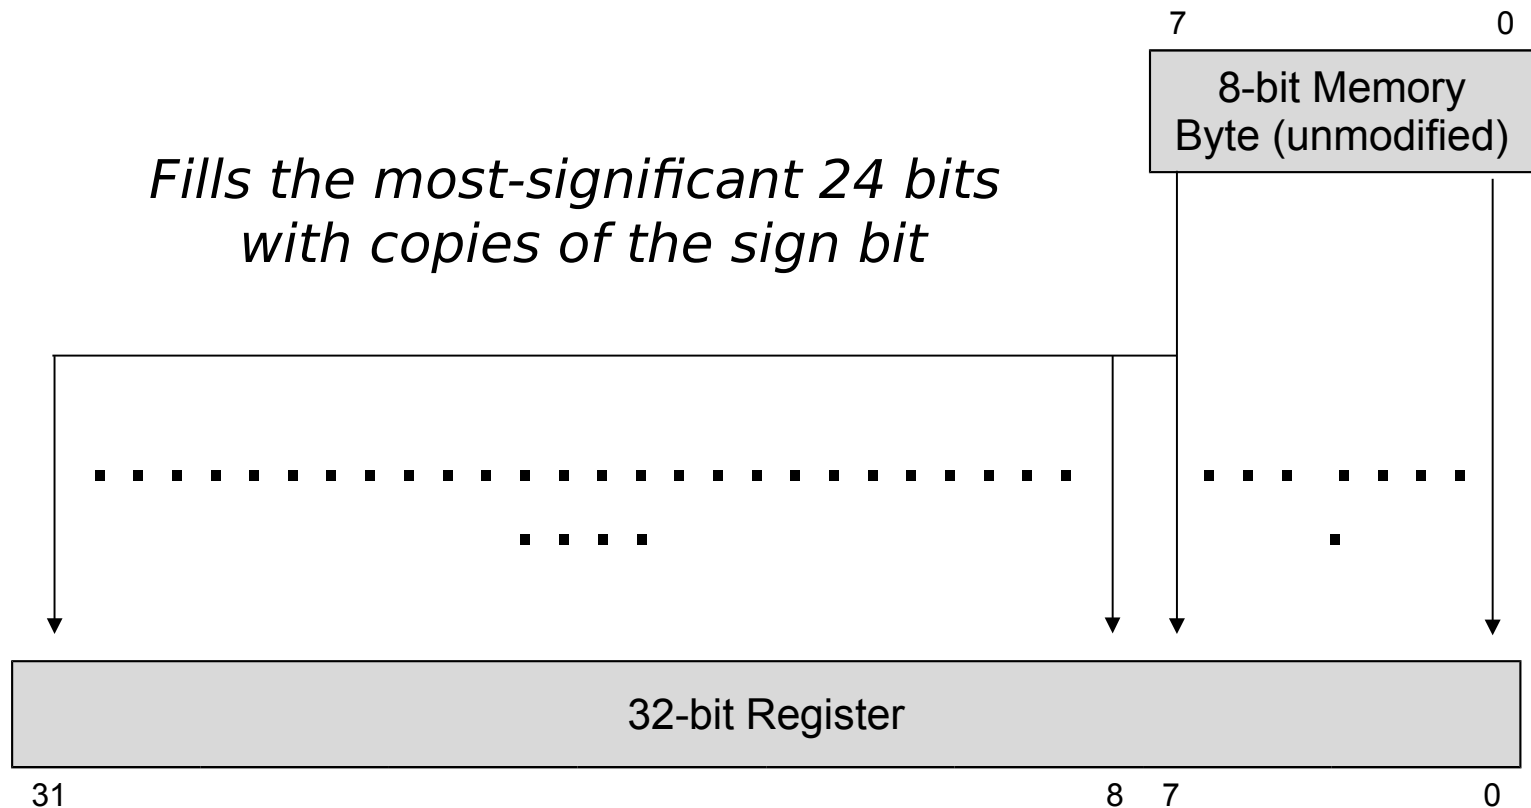 7 0
8-bit Memory
Byte (unmodified)
Fills the most-significant 24 bits
with copies of the sign bit
32-bit Register
31 8 7 0